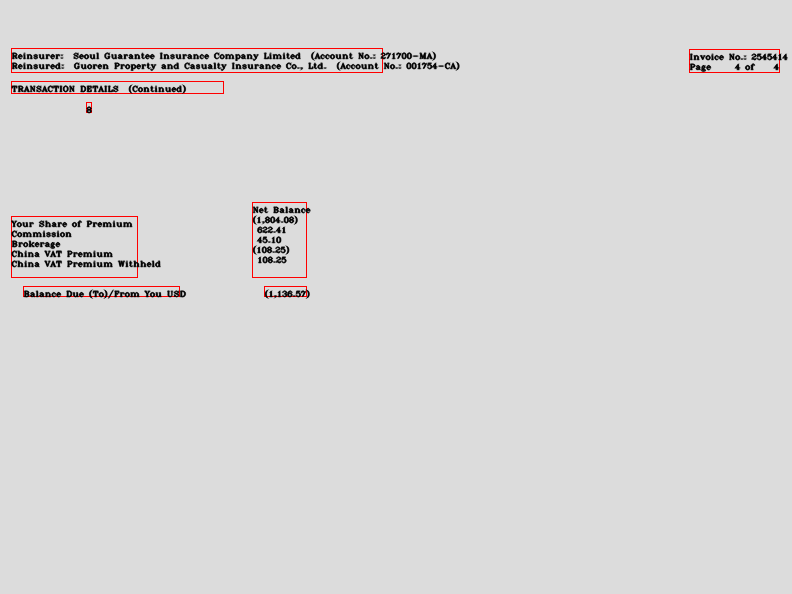 Reinsurer: Seoul Guarantee Insurance Company Limited (Account No.: 271700-MA)
Reinsured: Guoren Property and Casualty Insurance Co., Ltd. (Account No.: 001754-CA)
Invoice No.: 2545414
Page 4 of 4
TRANSACTION DETAILS (Continued)
Net Balance
Your Share of Premium (1,804.08)
Commission 622.41
Brokerage 45.10
China VAT Premium (108.25)
China VAT Premium Withheld 108.25
Balance Due (To)/From You USD (1,136.57)